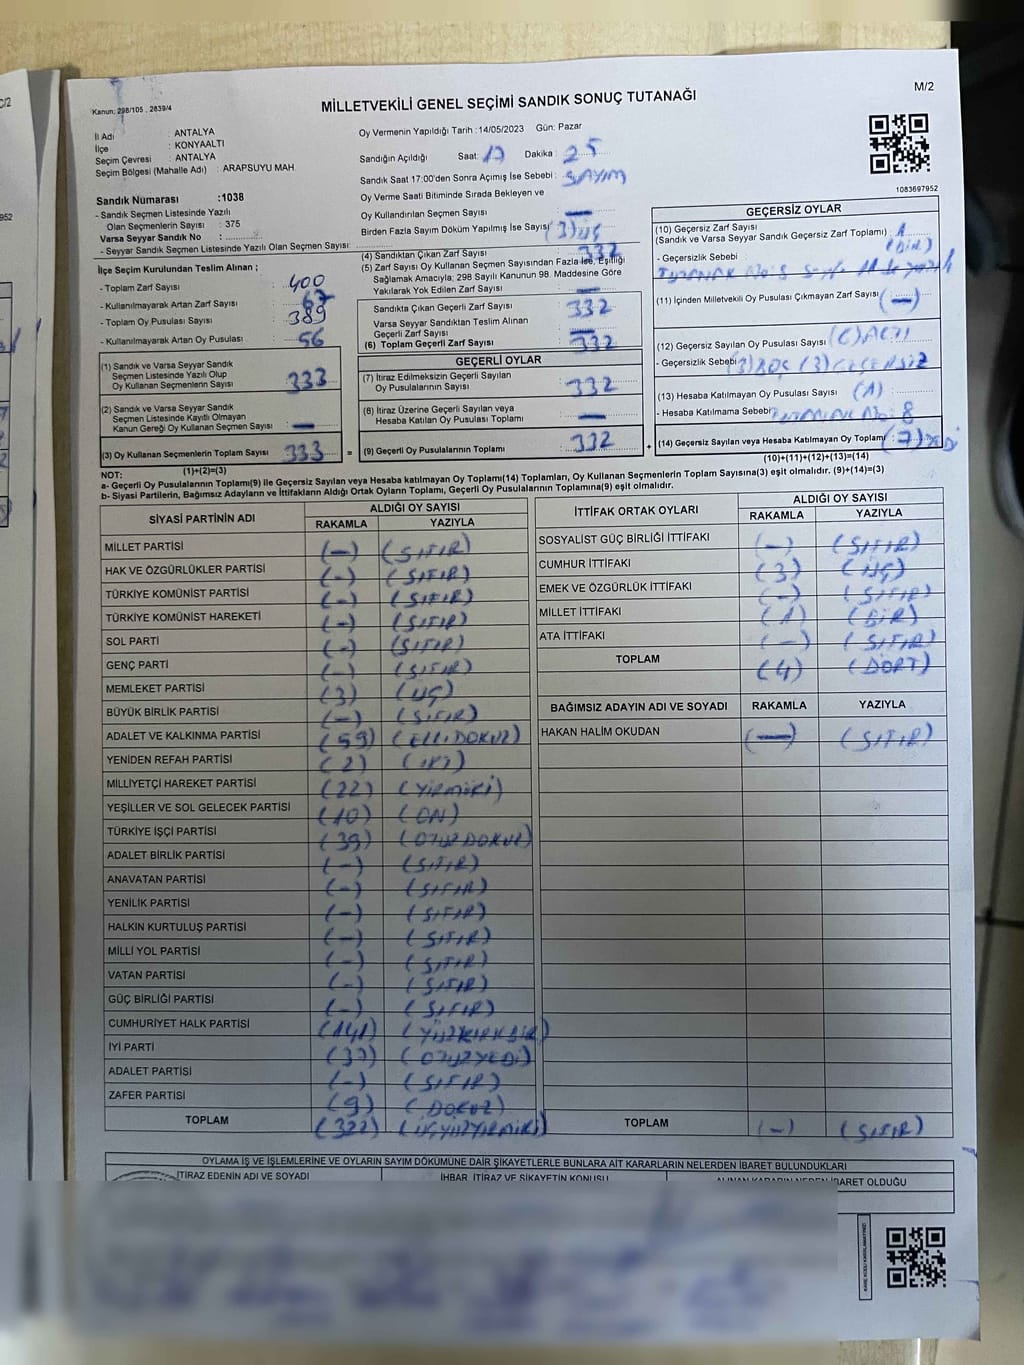 M/2
Kanun: 298/105 , 2839/4
MİLLETVEKİLİ GENEL SEÇİMİ SANDIK SONUÇ TUTANAĞI
İl Adı : ANTALYA
İlçe : KONYAALTI
Seçim Çevresi : ANTALYA
Seçim Bölgesi (Mahalle Adı) : ARAPSUYU MAH.
Oy Vermenin Yapıldığı Tarih :14/05/2023 Gün: Pazar
Sandığın Açıldığı Saat: 17 Dakika : 25
Sandık Saat 17:00'den Sonra Açımış İse Sebebi : SAYIM
Oy Verme Saati Bitiminde Sırada Bekleyen ve
Oy Kullandırılan Seçmen Sayısı : —
Birden Fazla Sayım Döküm Yapılmış İse Sayısı (3) üç
1083697952
Sandık Numarası :1038
- Sandık Seçmen Listesinde Yazılı
Olan Seçmenlerin Sayısı : 375
Varsa Seyyar Sandık No :
- Seyyar Sandık Seçmen Listesinde Yazılı Olan Seçmen Sayısı:
İlçe Seçim Kurulundan Teslim Alınan ;
- Toplam Zarf Sayısı : 400
- Kullanılmayarak Artan Zarf Sayısı : 67
- Toplam Oy Pusulası Sayısı : 389
- Kullanılmayarak Artan Oy Pusulası : 56
(1) Sandık ve Varsa Seyyar Sandık
Seçmen Listesinde Yazılı Olup
Oy Kullanan Seçmenlerin Sayısı : 333
(2) Sandık ve Varsa Seyyar Sandık
Seçmen Listesinde Kayıtlı Olmayan
Kanun Gereği Oy Kullanan Seçmen Sayısı : —
(3) Oy Kullanan Seçmenlerin Toplam Sayısı : 333 =
(1)+(2)=(3)
(4) Sandıktan Çıkan Zarf Sayısı : 332
(5) Zarf Sayısı Oy Kullanan Seçmen Sayısından Fazla İse, Eşitliği
Sağlamak Amacıyla; 298 Sayılı Kanunun 98. Maddesine Göre
Yakılarak Yok Edilen Zarf Sayısı : —
Sandıkta Çıkan Geçerli Zarf Sayısı : 332
Varsa Seyyar Sandıktan Teslim Alınan
Geçerli Zarf Sayısı : —
(6) Toplam Geçerli Zarf Sayısı : 332
GEÇERLİ OYLAR
(7) İtiraz Edilmeksizin Geçerli Sayılan
Oy Pusulalarının Sayısı : 332
(8) İtiraz Üzerine Geçerli Sayılan veya
Hesaba Katılan Oy Pusulası Toplamı : —
(9) Geçerli Oy Pusulalarının Toplamı : 332 +
GEÇERSİZ OYLAR
(10) Geçersiz Zarf Sayısı
(Sandık ve Varsa Seyyar Sandık Geçersiz Zarf Toplamı) : 1
(BİR)
- Geçersizlik Sebebi :
TUTANAK No:8
(11) İçinden Milletvekili Oy Pusulası Çıkmayan Zarf Sayısı : (—)
(12) Geçersiz Sayılan Oy Pusulası Sayısı : (6) ALTI
- Geçersizlik Sebebi : (3) BOŞ (3) GEÇERSİZ
(13) Hesaba Katılmayan Oy Pusulası Sayısı : (1)
- Hesaba Katılmama Sebebi : TUTANAK No: 8
(14) Geçersiz Sayılan veya Hesaba Katılmayan Oy Toplamı : (7) YEDİ
(10)+(11)+(12)+(13)=(14)
NOT:
a- Geçerli Oy Pusulalarının Toplamı(9) ile Geçersiz Sayılan veya Hesaba katılmayan Oy Toplamı(14) Toplamları, Oy Kullanan Seçmenlerin Toplam Sayısına(3) eşit olmalıdır. (9)+(14)=(3)
b- Siyasi Partilerin, Bağımsız Adayların ve İttifakların Aldığı Ortak Oyların Toplamı, Geçerli Oy Pusulalarının Toplamına(9) eşit olmalıdır.
SİYASİ PARTİNİN ADI ALDIĞI OY SAYISI
RAKAMLA YAZIYLA
MİLLET PARTİSİ (—) (SIFIR)
HAK VE ÖZGÜRLÜKLER PARTİSİ (—) (SIFIR)
TÜRKİYE KOMÜNİST PARTİSİ (—) (SIFIR)
TÜRKİYE KOMÜNİST HAREKETİ (—) (SIFIR)
SOL PARTİ (—) (SIFIR)
GENÇ PARTİ (—) (SIFIR)
MEMLEKET PARTİSİ (3) (ÜÇ)
BÜYÜK BİRLİK PARTİSİ (—) (SIFIR)
ADALET VE KALKINMA PARTİSİ (59) (ELLİDOKUZ)
YENİDEN REFAH PARTİSİ (2) (İKİ)
MİLLİYETÇİ HAREKET PARTİSİ (22) (YİRMİİKİ)
YEŞİLLER VE SOL GELECEK PARTİSİ (10) (ON)
TÜRKİYE İŞÇİ PARTİSİ (39) (OTUZDOKUZ)
ADALET BİRLİK PARTİSİ (—) (SIFIR)
ANAVATAN PARTİSİ (—) (SIFIR)
YENİLİK PARTİSİ (—) (SIFIR)
HALKIN KURTULUŞ PARTİSİ (—) (SIFIR)
MİLLİ YOL PARTİSİ (—) (SIFIR)
VATAN PARTİSİ (—) (SIFIR)
GÜÇ BİRLİĞİ PARTİSİ (—) (SIFIR)
CUMHURİYET HALK PARTİSİ (141) (YÜZKIRKBİR)
İYİ PARTİ (37) (OTUZYEDİ)
ADALET PARTİSİ (—) (SIFIR)
ZAFER PARTİSİ (9) (DOKUZ)
TOPLAM (322) (ÜÇYÜZYİRMİİKİ)
İTTİFAK ORTAK OYLARI ALDIĞI OY SAYISI
RAKAMLA YAZIYLA
SOSYALİST GÜÇ BİRLİĞİ İTTİFAKI (—) (SIFIR)
CUMHUR İTTİFAKI (3) (ÜÇ)
EMEK VE ÖZGÜRLÜK İTTİFAKI (—) (SIFIR)
MİLLET İTTİFAKI (1) (BİR)
ATA İTTİFAKI (—) (SIFIR)
TOPLAM (4) (DÖRT)
BAĞIMSIZ ADAYIN ADI VE SOYADI RAKAMLA YAZIYLA
HAKAN HALİM OKUDAN (—) (SIFIR)
TOPLAM (—) (SIFIR)
OYLAMA İŞ VE İŞLEMLERİNE VE OYLARIN SAYIM DÖKÜMÜNE DAİR ŞİKAYETLERLE BUNLARA AİT KARARLARIN NELERDEN İBARET BULUNDUKLARI
İTİRAZ EDENİN ADI VE SOYADI İHBAR, İTİRAZ VE ŞİKAYETİN KONUSU ALINAN KARARIN NEDEN İBARET OLDUĞU